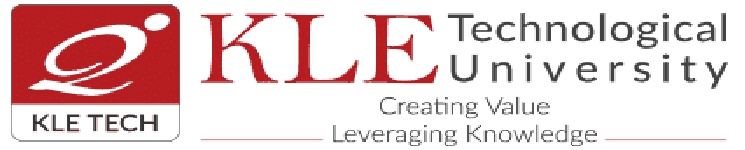 KLE TECH
KLE Technological
University
Creating Value
Leveraging Knowledge